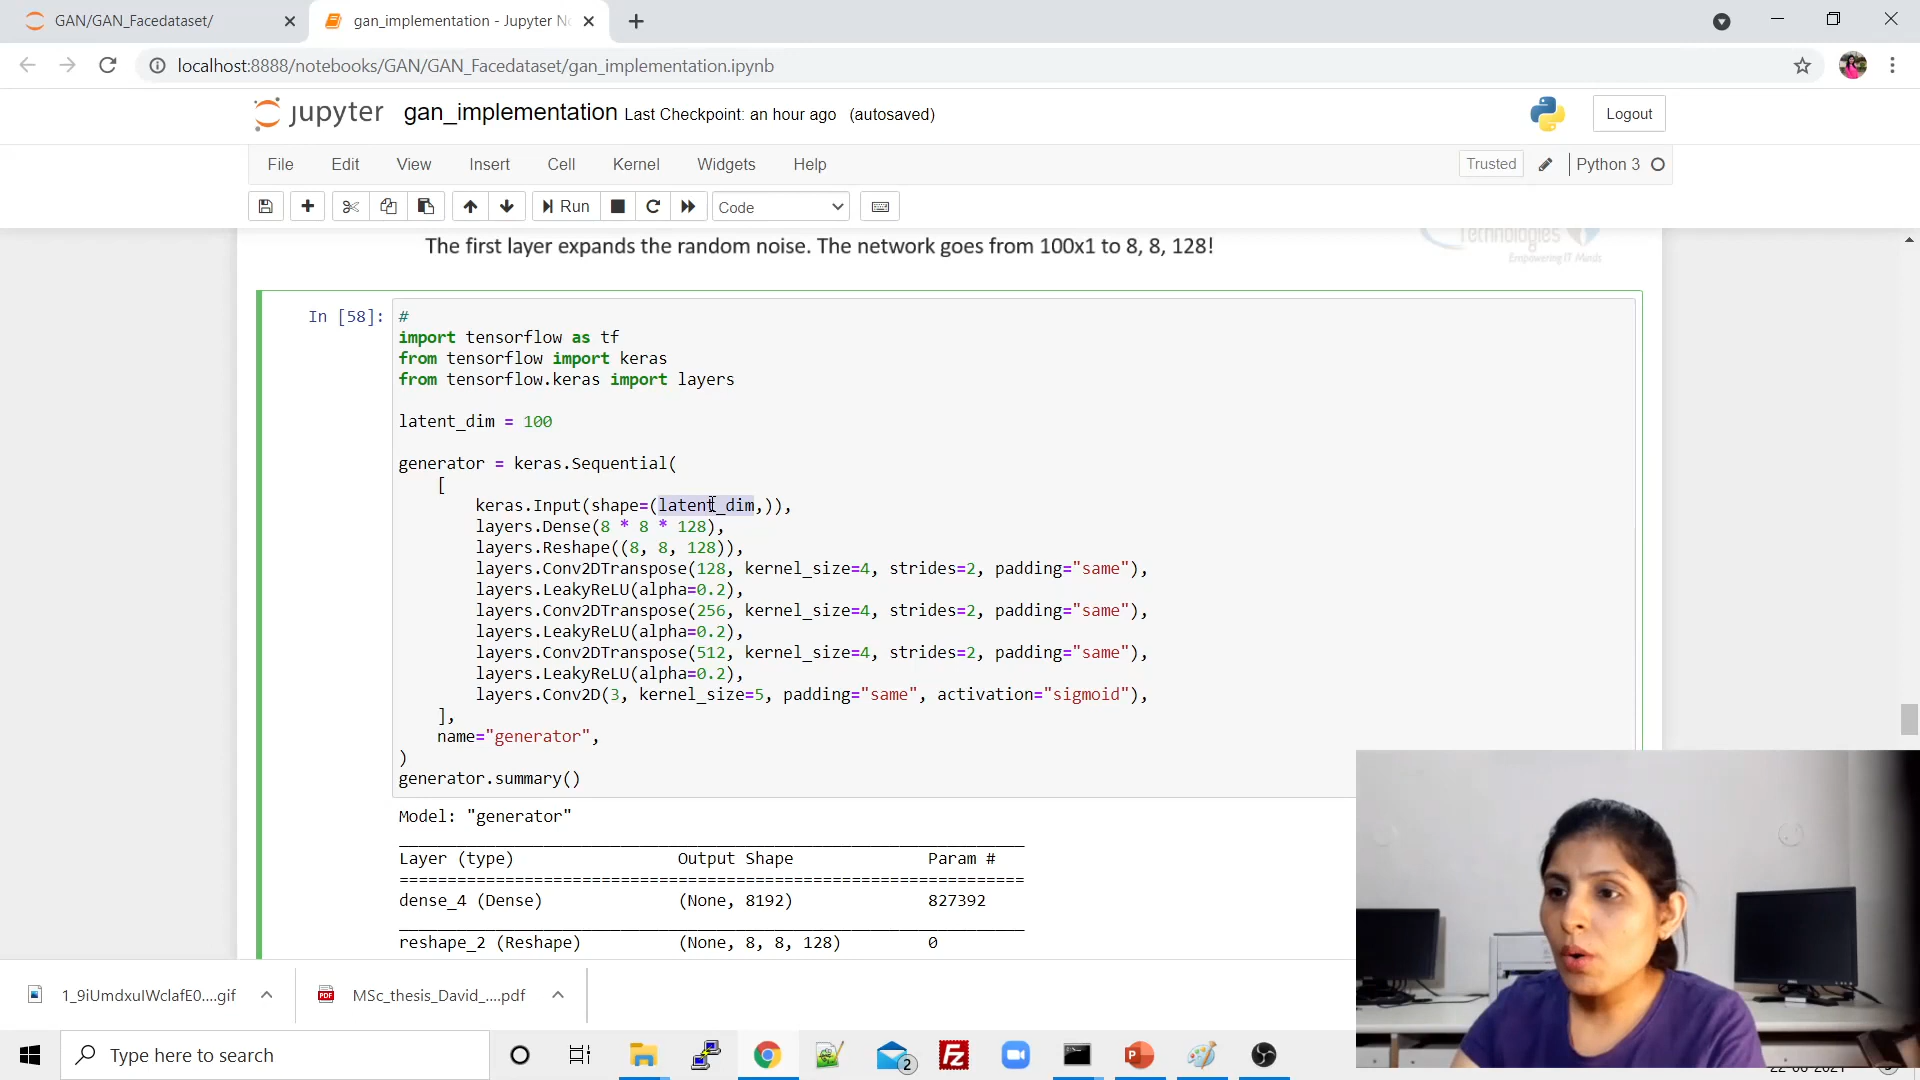 GAN/GAN_Facedataset/
gan_implementation - Jupyter No
localhost:8888/notebooks/GAN/GAN_Facedataset/gan_implementation.ipynb
jupyter gan_implementation Last Checkpoint: an hour ago (autosaved)
Logout
File Edit View Insert Cell Kernel Widgets Help
Trusted Python 3
Run Code
The first layer expands the random noise. The network goes from 100x1 to 8, 8, 128!
Technologies
Empowering IT Minds
In [58]: #
import tensorflow as tf
from tensorflow import keras
from tensorflow.keras import layers
latent_dim = 100
generator = keras.Sequential(
[
keras.Input(shape=(latent_dim,)),
layers.Dense(8 * 8 * 128),
layers.Reshape((8, 8, 128)),
layers.Conv2DTranspose(128, kernel_size=4, strides=2, padding="same"),
layers.LeakyReLU(alpha=0.2),
layers.Conv2DTranspose(256, kernel_size=4, strides=2, padding="same"),
layers.LeakyReLU(alpha=0.2),
layers.Conv2DTranspose(512, kernel_size=4, strides=2, padding="same"),
layers.LeakyReLU(alpha=0.2),
layers.Conv2D(3, kernel_size=5, padding="same", activation="sigmoid"),
],
name="generator",
)
generator.summary()
Model: "generator"
Layer (type) Output Shape Param #
dense_4 (Dense) (None, 8192) 827392
reshape_2 (Reshape) (None, 8, 8, 128) 0
1_9iUmdxuIWclafE0....gif
MSc_thesis_David_....pdf
Type here to search
2